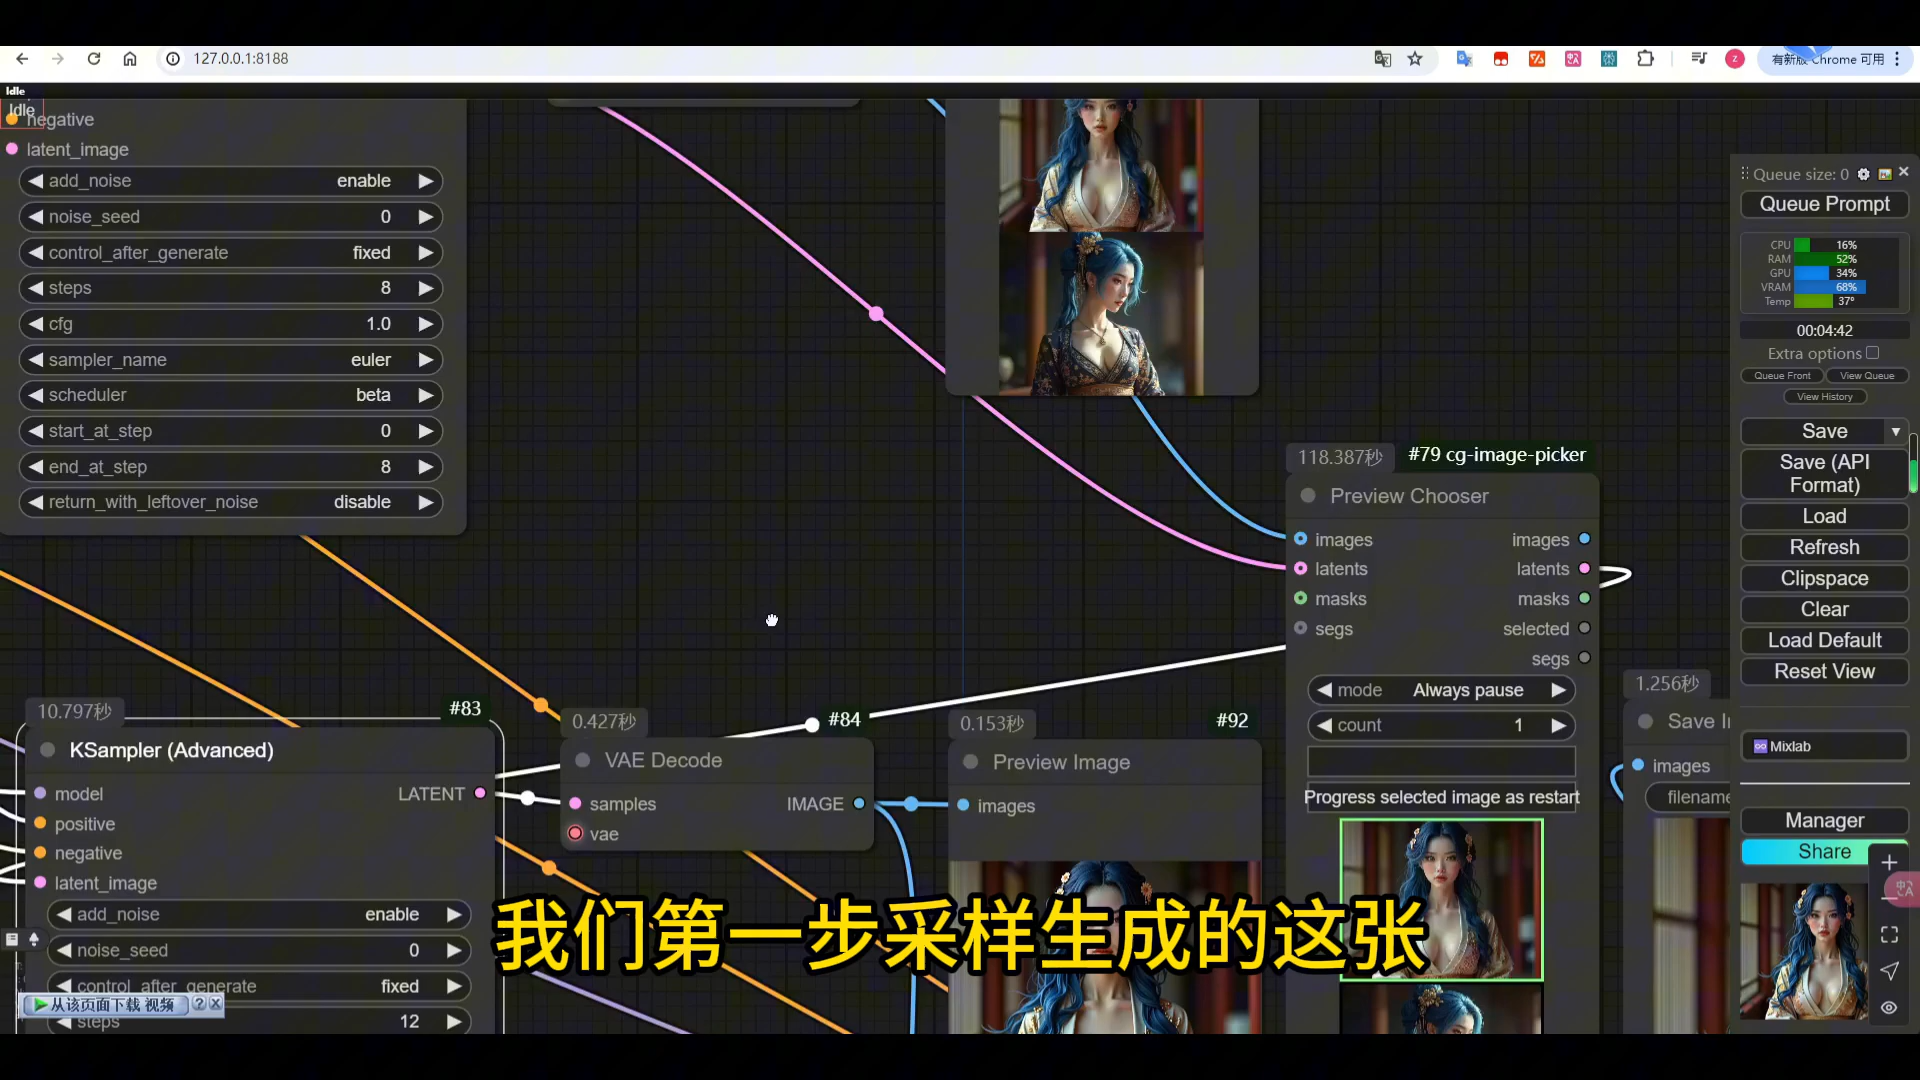 127.0.0.1:8188
有新版 Chrome 可用
Idle
Idle
negative
latent_image
add_noise enable
noise_seed 0
control_after_generate fixed
steps 8
cfg 1.0
sampler_name euler
scheduler beta
start_at_step 0
end_at_step 8
return_with_leftover_noise disable
118.387秒 #79 cg-image-picker
Preview Chooser
images images
latents latents
masks masks
segs selected
segs
mode Always pause
count 1
Progress selected image as restart
10.797秒 #83
KSampler (Advanced)
model LATENT
positive
negative
latent_image
add_noise enable
noise_seed 0
control_after_generate fixed
steps 12
0.427秒 #84
VAE Decode
samples IMAGE
vae
0.153秒 #92
Preview Image
images
1.256秒
Save I
images
filename
Queue size: 0
Queue Prompt
CPU 16%
RAM 52%
GPU 34%
VRAM 68%
Temp 37°
00:04:42
Extra options
Queue Front View Queue
View History
Save
Save (API Format)
Load
Refresh
Clipspace
Clear
Load Default
Reset View
Mixlab
Manager
Share
我们第一步采样生成的这张
从该页面下载 视频